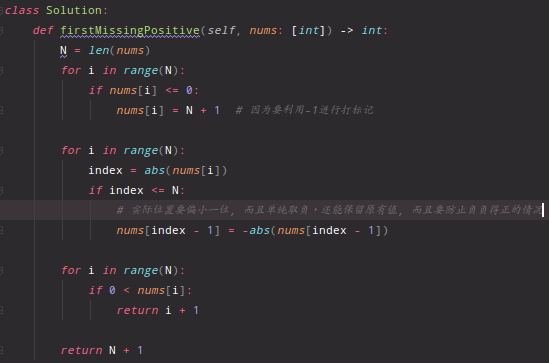 class Solution:
def firstMissingPositive(self, nums: [int]) -> int:
N = len(nums)
for i in range(N):
if nums[i] <= 0:
nums[i] = N + 1 # 因为要利用-1进行打标记
for i in range(N):
index = abs(nums[i])
if index <= N:
# 实际位置要偏小一位, 而且单纯取负，还能保留原有值, 而且要防止负负得正的情况
nums[index - 1] = -abs(nums[index - 1])
for i in range(N):
if 0 < nums[i]:
return i + 1
return N + 1